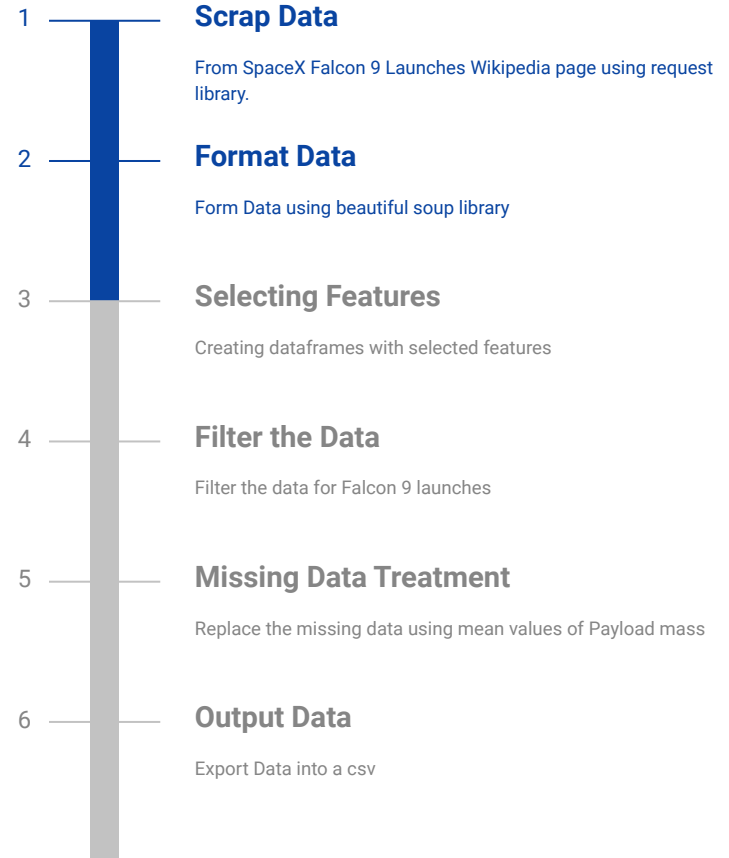 1
Scrap Data
From SpaceX Falcon 9 Launches Wikipedia page using request
library.
2
Format Data
Form Data using beautiful soup library
3
Selecting Features
Creating dataframes with selected features
4
Filter the Data
Filter the data for Falcon 9 launches
5
Missing Data Treatment
Replace the missing data using mean values of Payload mass
6
Output Data
Export Data into a csv